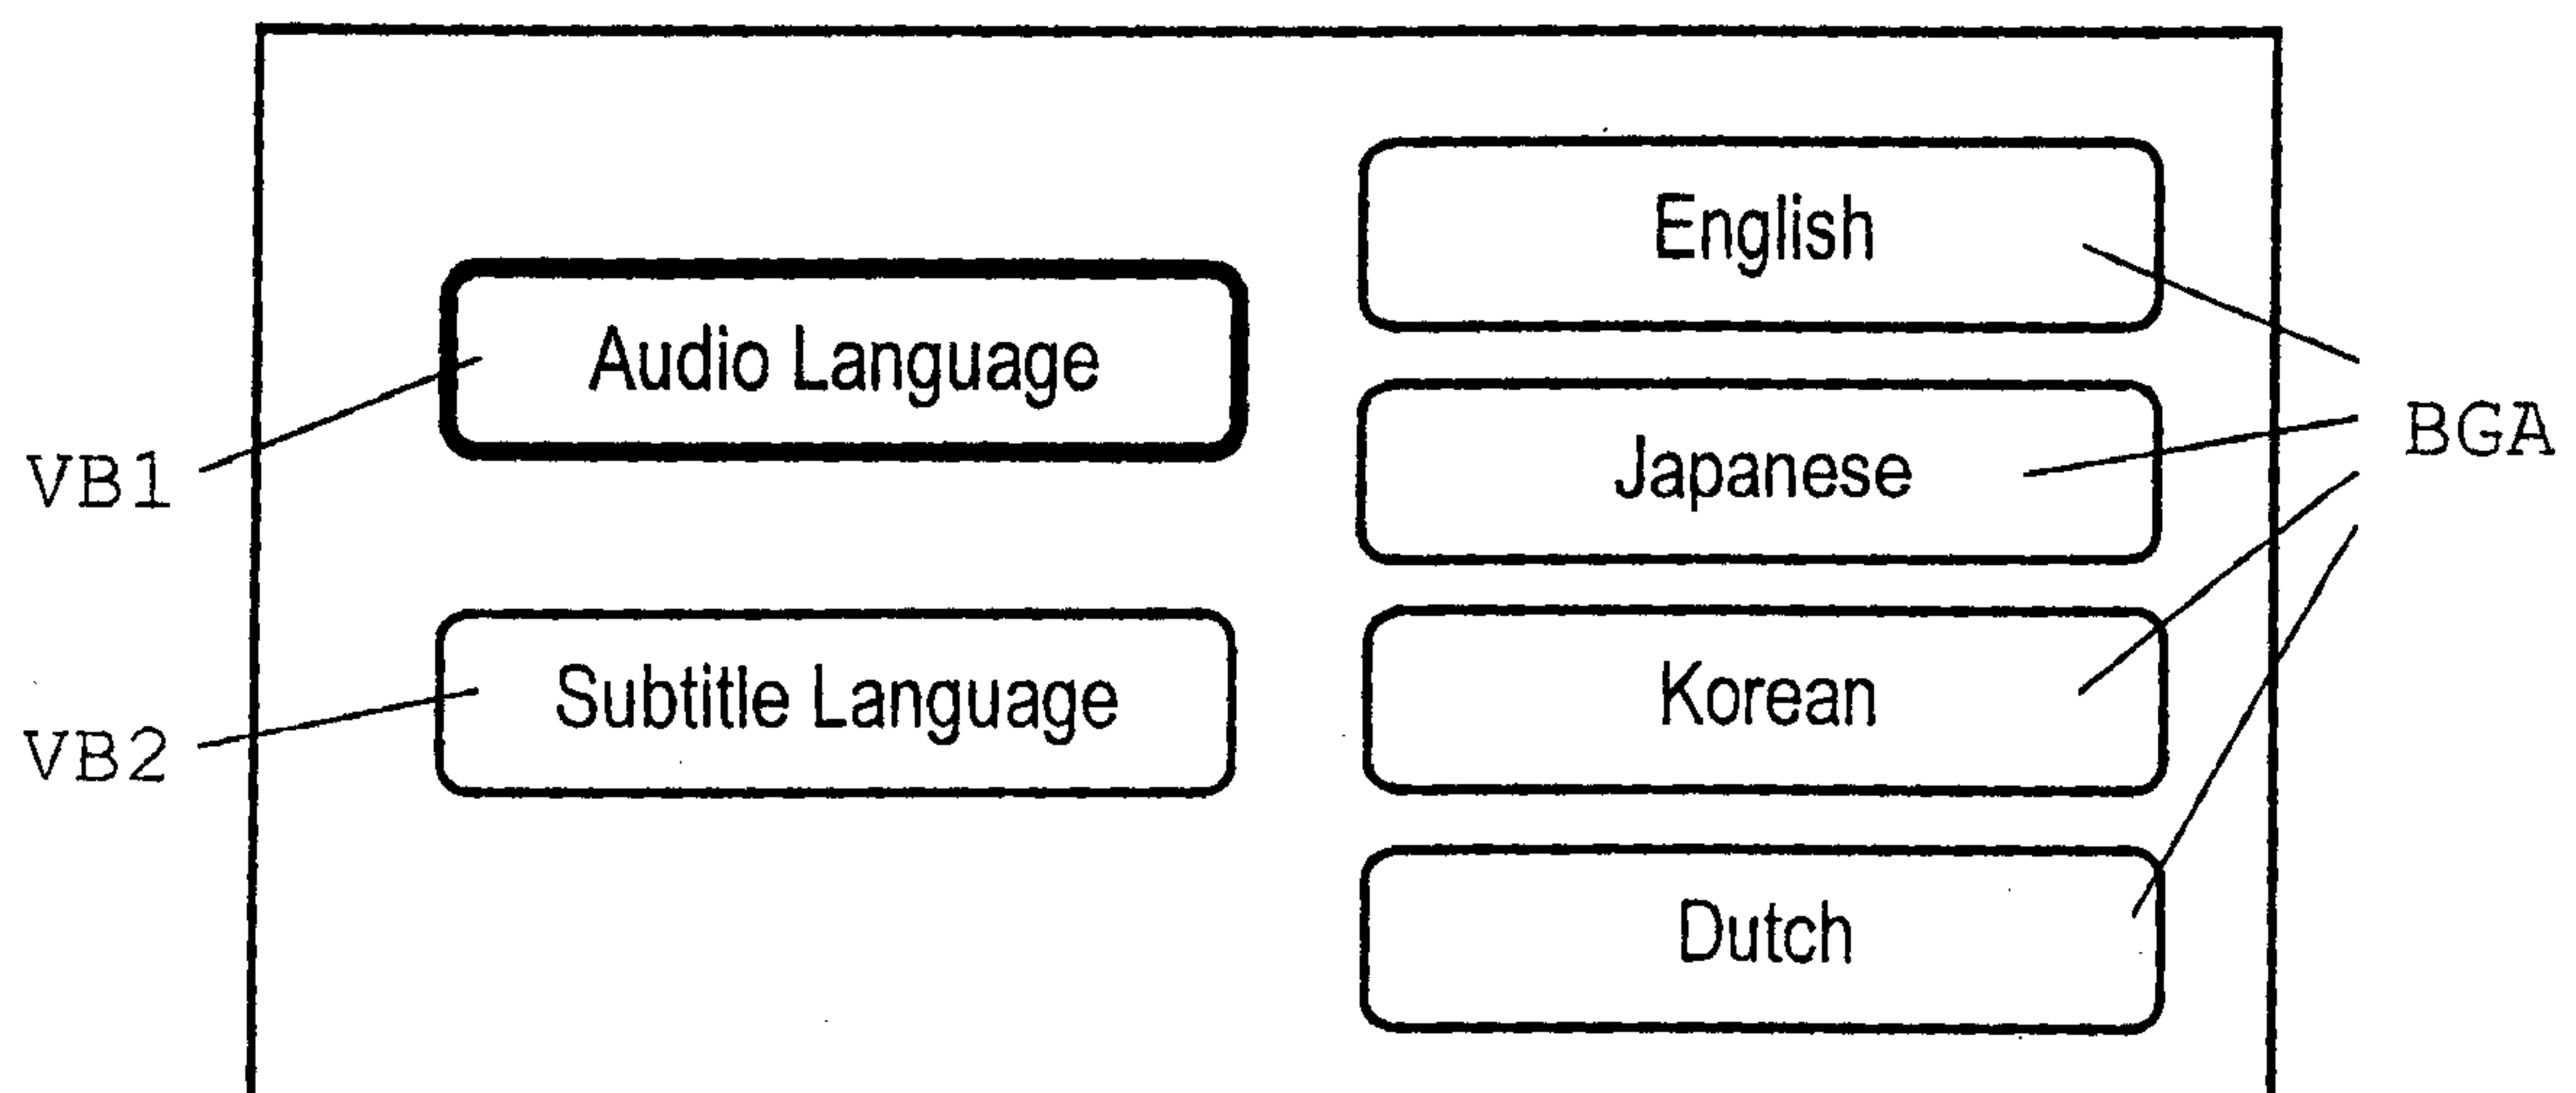 English
Audio Language
BGA
Japanese
VB1
Korean
Subtitle Language
VB2
Dutch